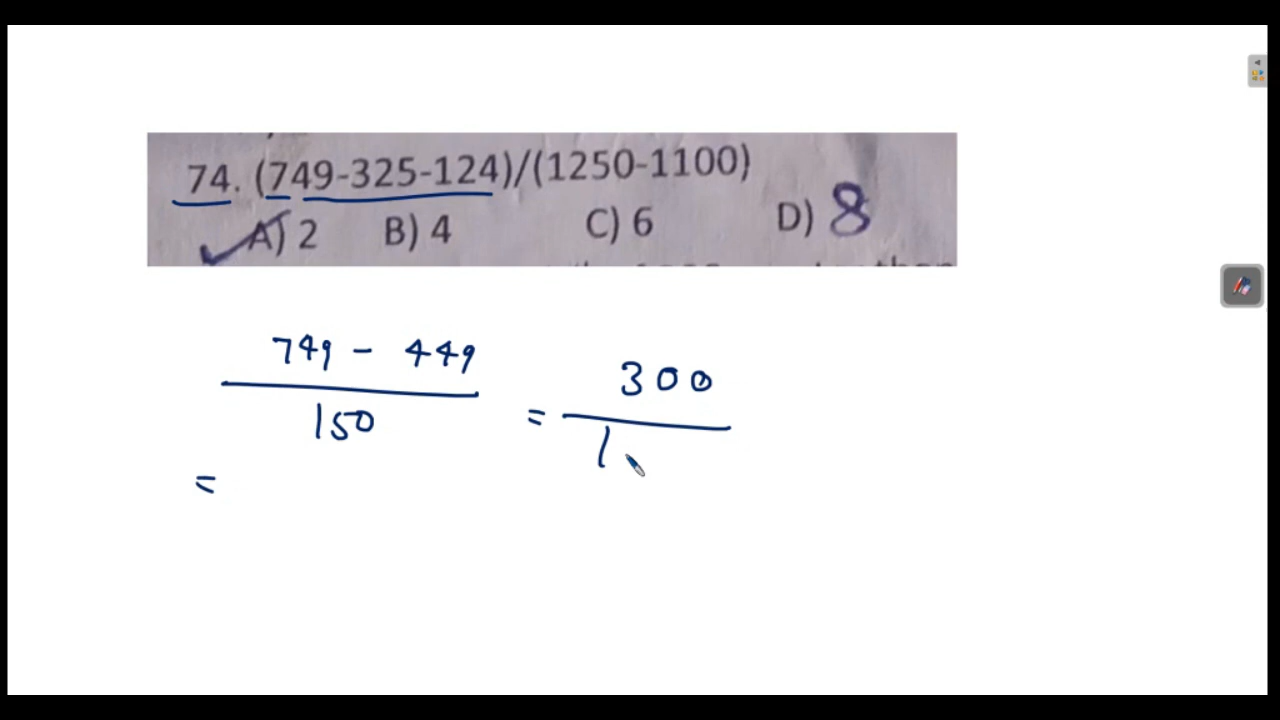 74. (749-325-124)/(1250-1100)
A) 2 B) 4 C) 6 D) 8
749 - 449 / 150 = 300 / 1
=